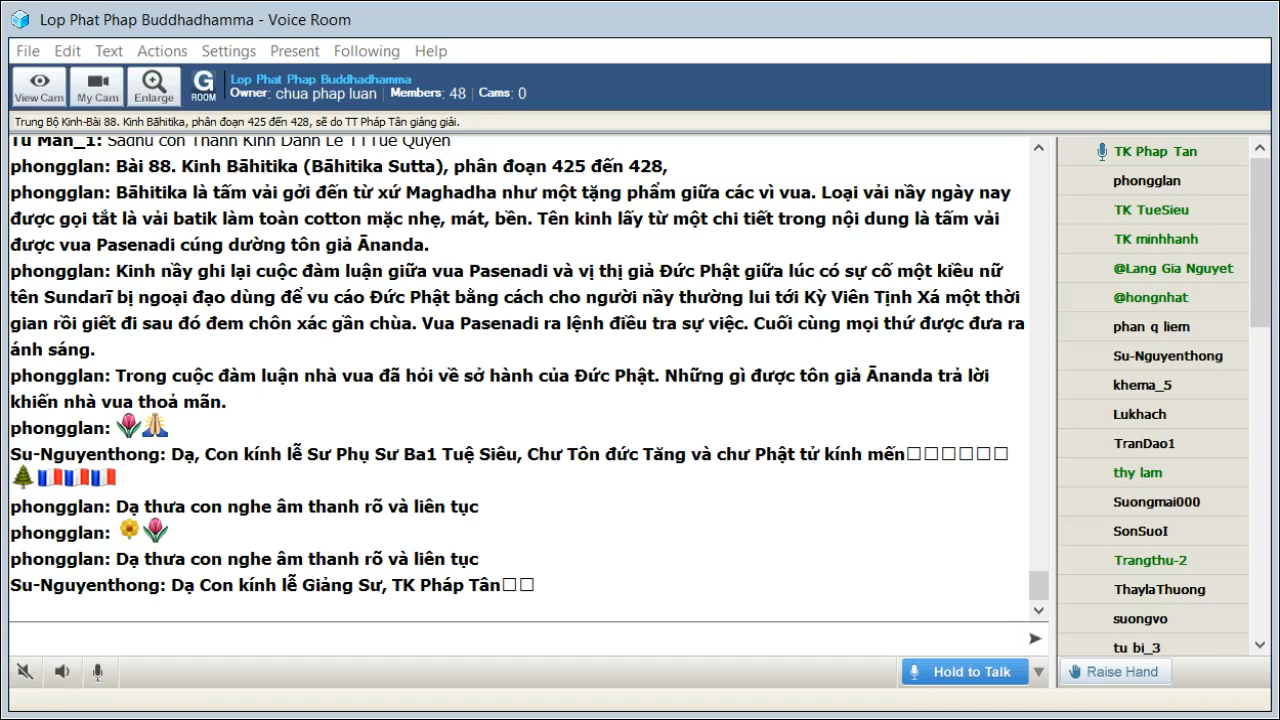 Lop Phat Phap Buddhadhamma - Voice Room
File Edit Text Actions Settings Present Following Help
View Cam My Cam Enlarge G ROOM
Lop Phat Phap Buddhadhamma
Owner: chua phap luan Members: 48 Cams: 0
Trung Bộ Kinh-Bài 88. Kinh Bāhitika, phân đoạn 425 đến 428, sẽ do TT Pháp Tân giảng giải.
Tu Man_1: Sadhu con Thanh Kinh Danh Le TTTue Quyen
phongglan: Bài 88. Kinh Bāhitika (Bāhitika Sutta), phân đoạn 425 đến 428,
phongglan: Bāhitika là tấm vải gởi đến từ xứ Maghadha như một tặng phẩm giữa các vì vua. Loại vải nầy ngày nay
được gọi tắt là vải batik làm toàn cotton mặc nhẹ, mát, bền. Tên kinh lấy từ một chi tiết trong nội dung là tấm vải
được vua Pasenadi cúng dường tôn giả Ānanda.
phongglan: Kinh nầy ghi lại cuộc đàm luận giữa vua Pasenadi và vị thị giả Đức Phật giữa lúc có sự cố một kiều nữ
tên Sundarī bị ngoại đạo dùng để vu cáo Đức Phật bằng cách cho người nầy thường lui tới Kỳ Viên Tịnh Xá một thời
gian rồi giết đi sau đó đem chôn xác gần chùa. Vua Pasenadi ra lệnh điều tra sự việc. Cuối cùng mọi thứ được đưa ra
ánh sáng.
phongglan: Trong cuộc đàm luận nhà vua đã hỏi về sở hành của Đức Phật. Những gì được tôn giả Ānanda trả lời
khiến nhà vua thoả mãn.
phongglan:
Su-Nguyenthong: Dạ, Con kính lễ Sư Phụ Sư Ba1 Tuệ Siêu, Chư Tôn đức Tăng và chư Phật tử kính mến
phongglan: Dạ thưa con nghe âm thanh rõ và liên tục
phongglan:
phongglan: Dạ thưa con nghe âm thanh rõ và liên tục
Su-Nguyenthong: Dạ Con kính lễ Giảng Sư, TK Pháp Tân
Hold to Talk
TK Phap Tan
phongglan
TK TueSieu
TK minhhanh
@Lang Gia Nguyet
@hongnhat
phan q liem
Su-Nguyenthong
khema_5
Lukhach
TranDao1
thy lam
Suongmai000
SonSuoI
Trangthu-2
ThaylaThuong
suongvo
tu bi_3
Raise Hand